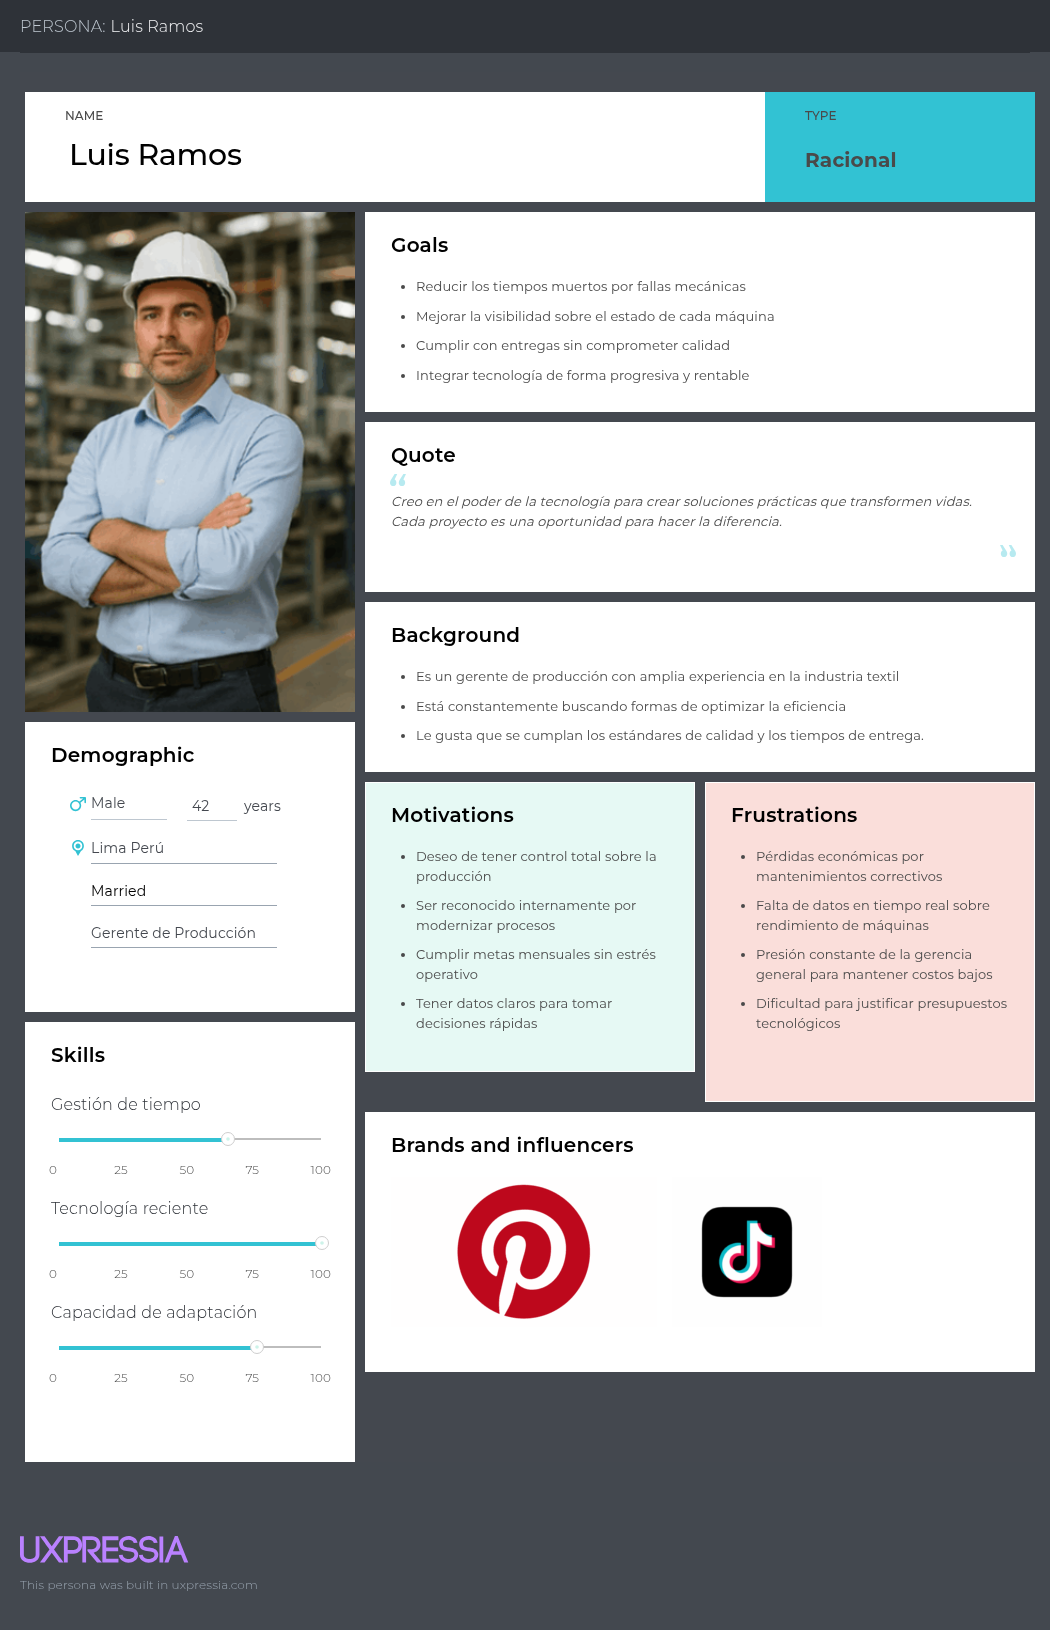 PERSONA: Luis Ramos
NAME
Luis Ramos
TYPE
Racional
Goals
Reducir los tiempos muertos por fallas mecánicas
Mejorar la visibilidad sobre el estado de cada máquina
Cumplir con entregas sin comprometer calidad
Integrar tecnología de forma progresiva y rentable
Quote
“
Creo en el poder de la tecnología para crear soluciones prácticas que transformen vidas.
Cada proyecto es una oportunidad para hacer la diferencia.
”
Background
Es un gerente de producción con amplia experiencia en la industria textil
Está constantemente buscando formas de optimizar la eficiencia
Le gusta que se cumplan los estándares de calidad y los tiempos de entrega.
Demographic
Male 42 years
Lima Perú
Married
Gerente de Producción
Motivations
Deseo de tener control total sobre la
producción
Ser reconocido internamente por
modernizar procesos
Cumplir metas mensuales sin estrés
operativo
Tener datos claros para tomar
decisiones rápidas
Frustrations
Pérdidas económicas por
mantenimientos correctivos
Falta de datos en tiempo real sobre
rendimiento de máquinas
Presión constante de la gerencia
general para mantener costos bajos
Dificultad para justificar presupuestos
tecnológicos
Skills
Gestión de tiempo
0 25 50 75 100
Tecnología reciente
0 25 50 75 100
Capacidad de adaptación
0 25 50 75 100
Brands and influencers
UXPRESSIA
This persona was built in uxpressia.com